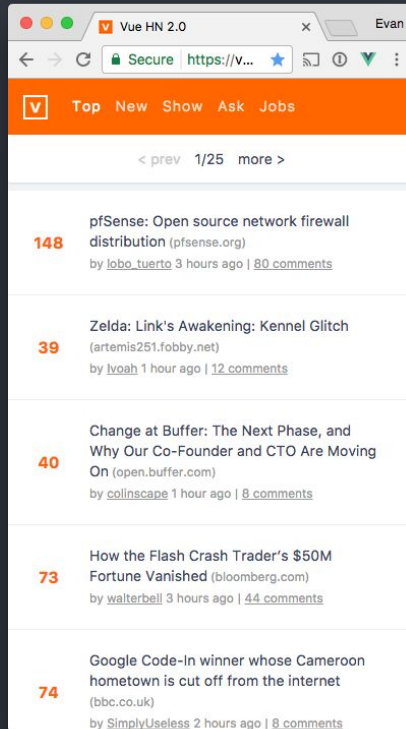 Vue HN 2.0
Evan
Secure https://v...
V Top New Show Ask Jobs
< prev 1/25 more >
pfSense: Open source network firewall
148
distribution (pfsense.org)
by lobo_tuerto 3 hours ago | 80 comments
Zelda: Link's Awakening: Kennel Glitch
39
(artemis251.fobby.net)
by lvoah 1 hour ago | 12 comments
Change at Buffer: The Next Phase, and
Why Our Co-Founder and CTO Are Moving
40
On (open.buffer.com)
by colinscape 1 hour ago | 8 comments
How the Flash Crash Trader’s $50M
73
Fortune Vanished (bloomberg.com)
by walterbell 3 hours ago | 44 comments
Google Code-In winner whose Cameroon
hometown is cut off from the internet
74
(bbc.co.uk)
by SimplyUseless 2 hours ago | 8 comments